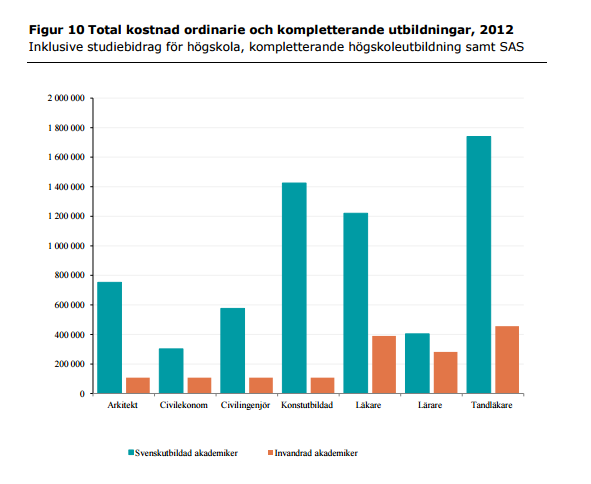 Figur 10 Total kostnad ordinarie och kompletterande utbildningar, 2012
Inklusive studiebidrag för högskola, kompletterande högskoleutbildning samt SAS
2 000 000
1 800 000
1 600 000
1 400 000
1 200 000
1 000 000
800 000
600 000
400 000
200 000
0
Arkitekt Civilekonom Civilingenjör Konstutbildad Läkare Lärare Tandläkare
Svenskutbildad akademiker Invandrad akademiker